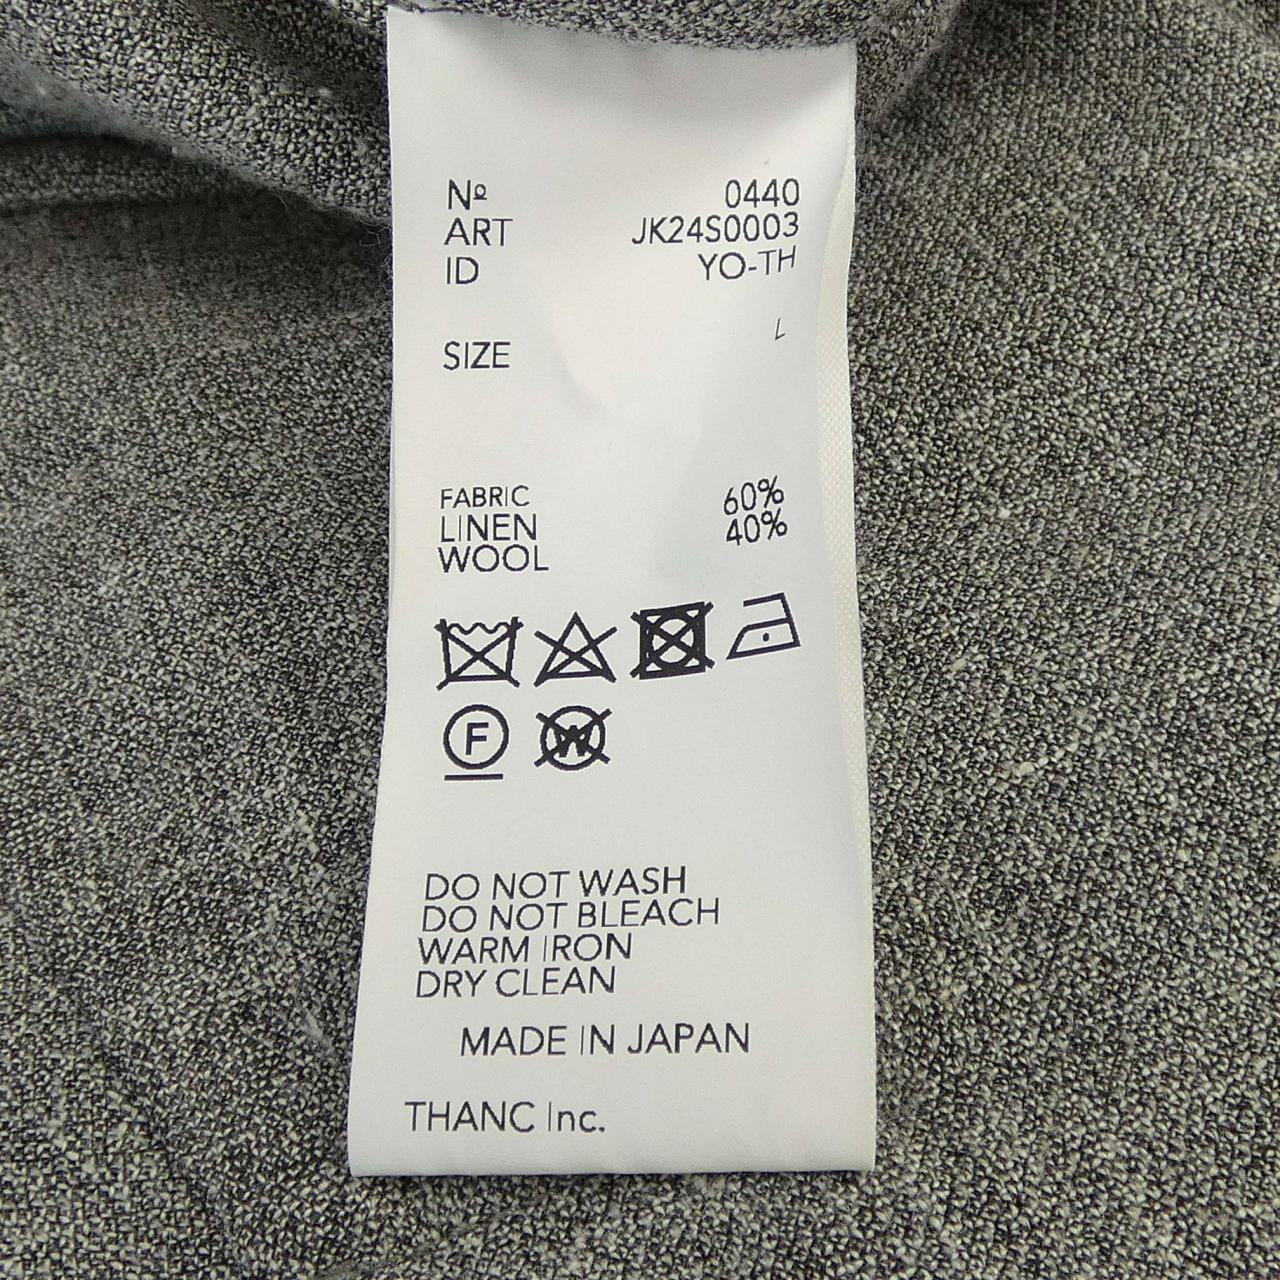 Nº 0440
ART JK24S0003
ID YO-TH
SIZE L
FABRIC 60%
LINEN 40%
WOOL
F W
DO NOT WASH
DO NOT BLEACH
WARM IRON
DRY CLEAN
MADE IN JAPAN
THANC Inc.